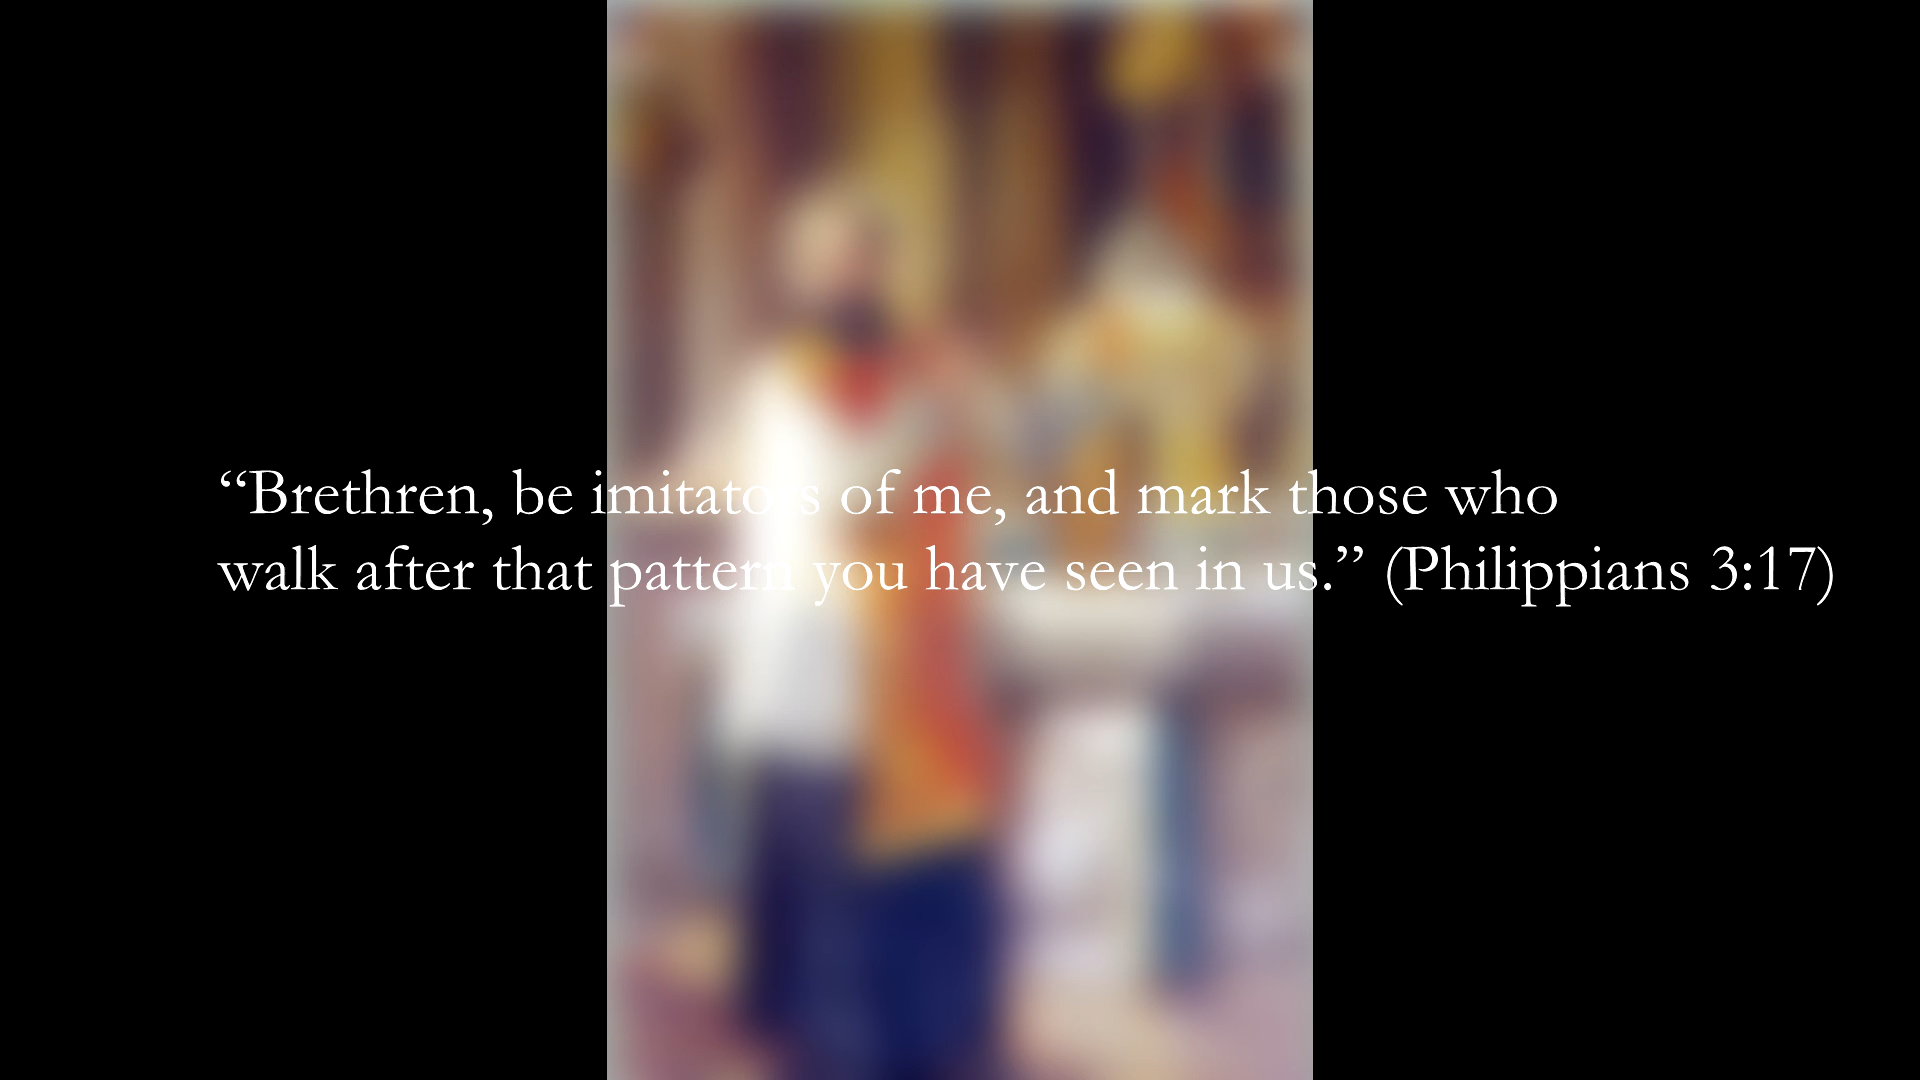 “Brethren, be imitators of me, and mark those who
walk after that pattern you have seen in us.” (Philippians 3:17)